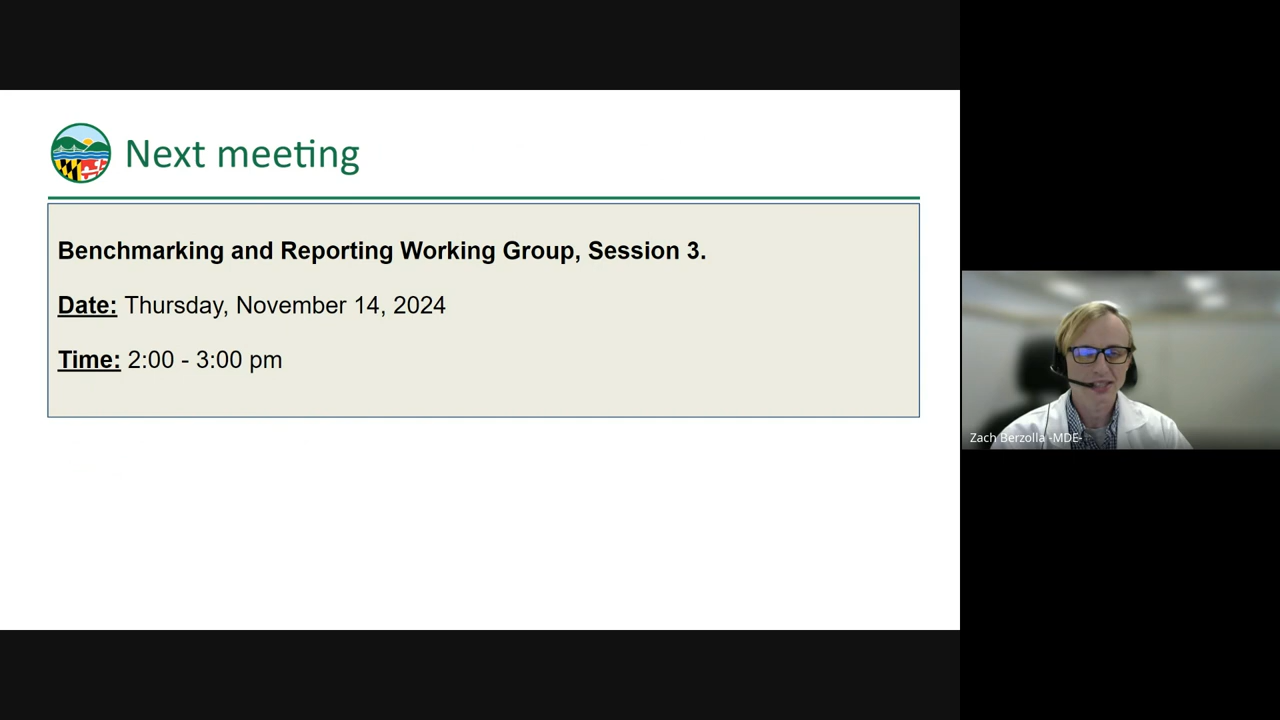 Next meeting
Benchmarking and Reporting Working Group, Session 3.
Date: Thursday, November 14, 2024
Time: 2:00 - 3:00 pm
Zach Berzolla -MDE-